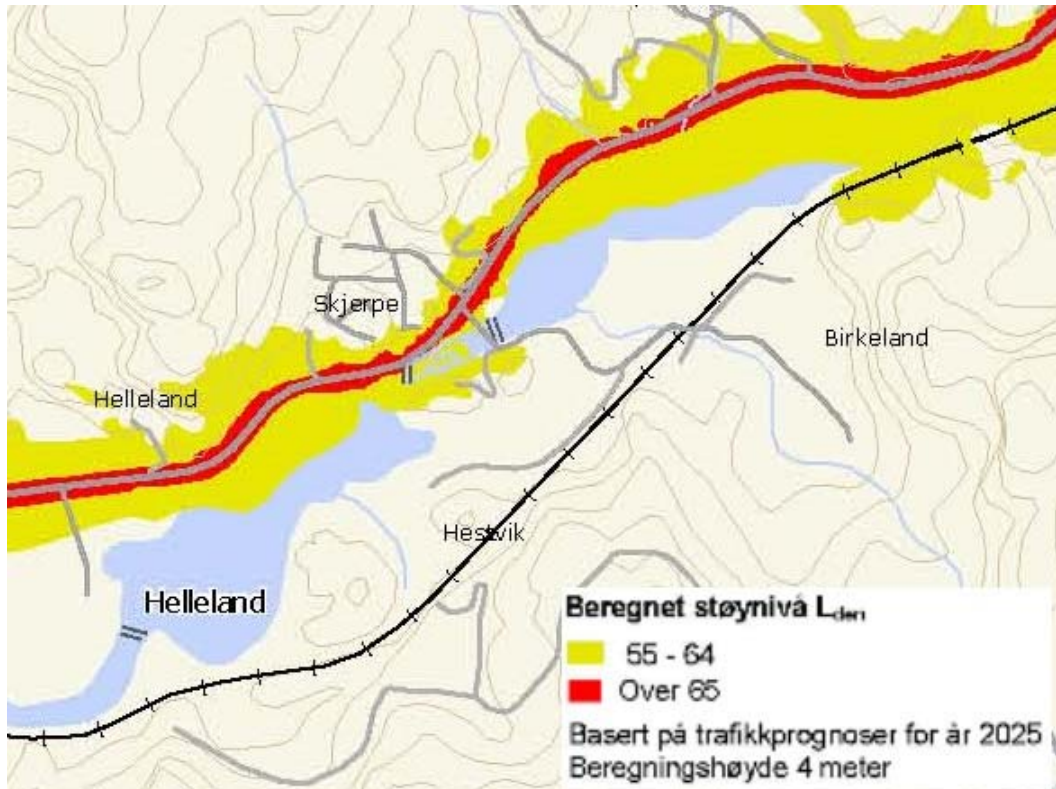 Skjerpe
Birkeland
Helleland
Hestvik
Helleland
Beregnet støynivå Lden
55 - 64
Over 65
Basert på trafikkprognoser for år 2025
Beregningshøyde 4 meter